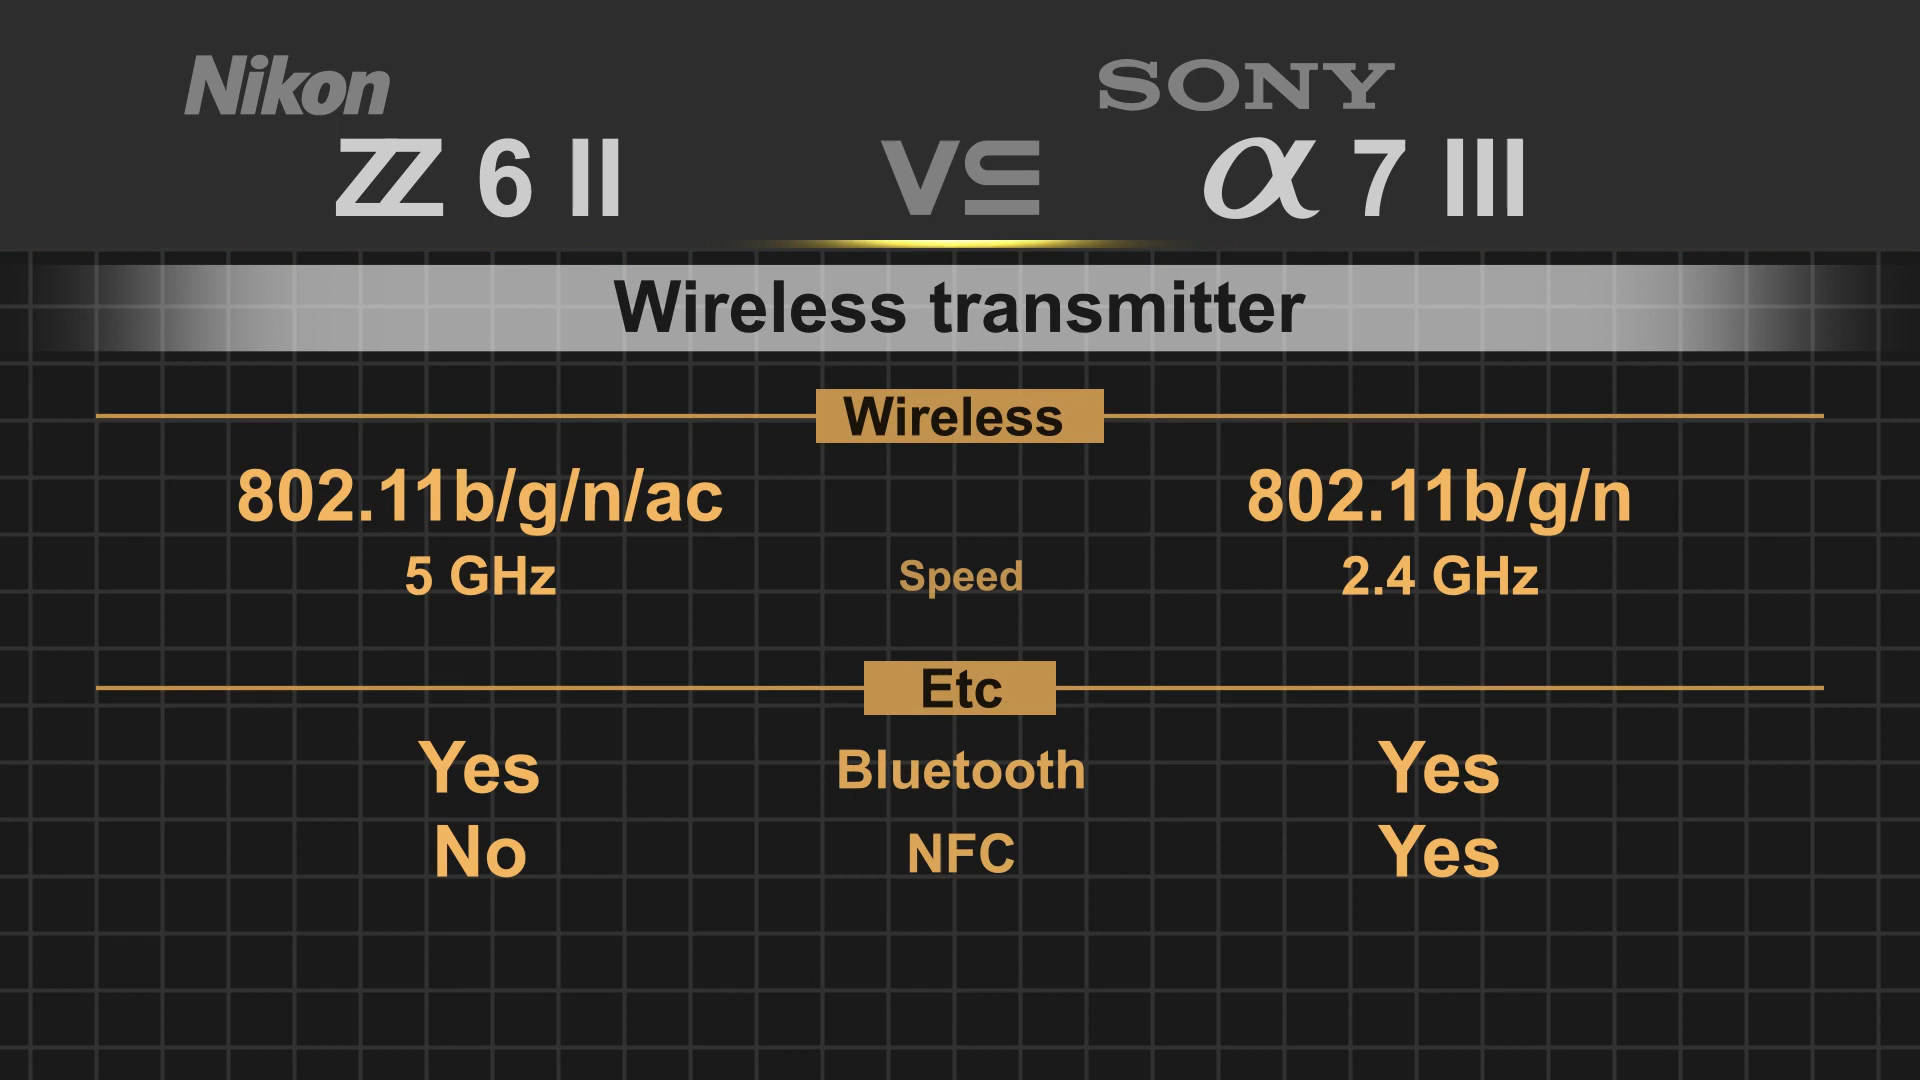 Nikon
Z 6 II
VS
SONY
α 7 III
Wireless transmitter
Wireless
802.11b/g/n/ac
802.11b/g/n
5 GHz
Speed
2.4 GHz
Etc
Yes
Bluetooth
Yes
No
NFC
Yes